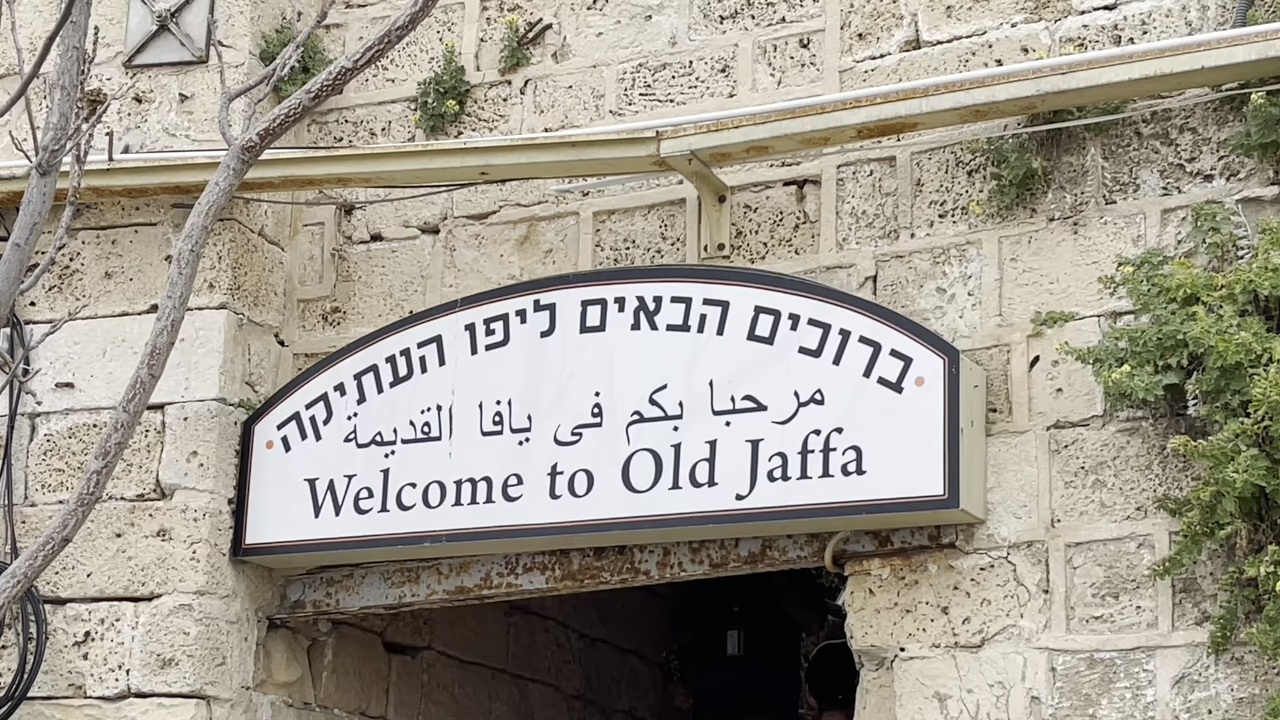 ברוכים הבאים ליפו העתיקה
مرحبا بكم فى يافا القديمة
Welcome to Old Jaffa